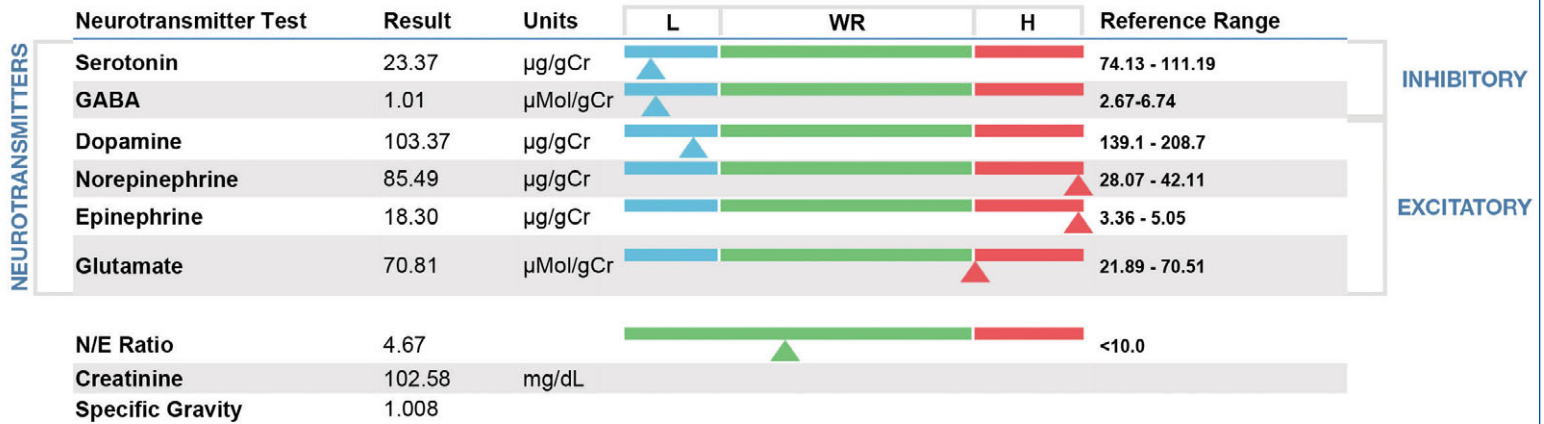 Neurotransmitter Test Result Units L WR H Reference Range
NEUROTRANSMITTERS
Serotonin 23.37 µg/gCr 74.13 - 111.19
INHIBITORY
GABA 1.01 µMol/gCr 2.67-6.74
Dopamine 103.37 µg/gCr 139.1 - 208.7
Norepinephrine 85.49 µg/gCr 28.07 - 42.11
EXCITATORY
Epinephrine 18.30 µg/gCr 3.36 - 5.05
Glutamate 70.81 µMol/gCr 21.89 - 70.51
N/E Ratio 4.67 <10.0
Creatinine 102.58 mg/dL
Specific Gravity 1.008